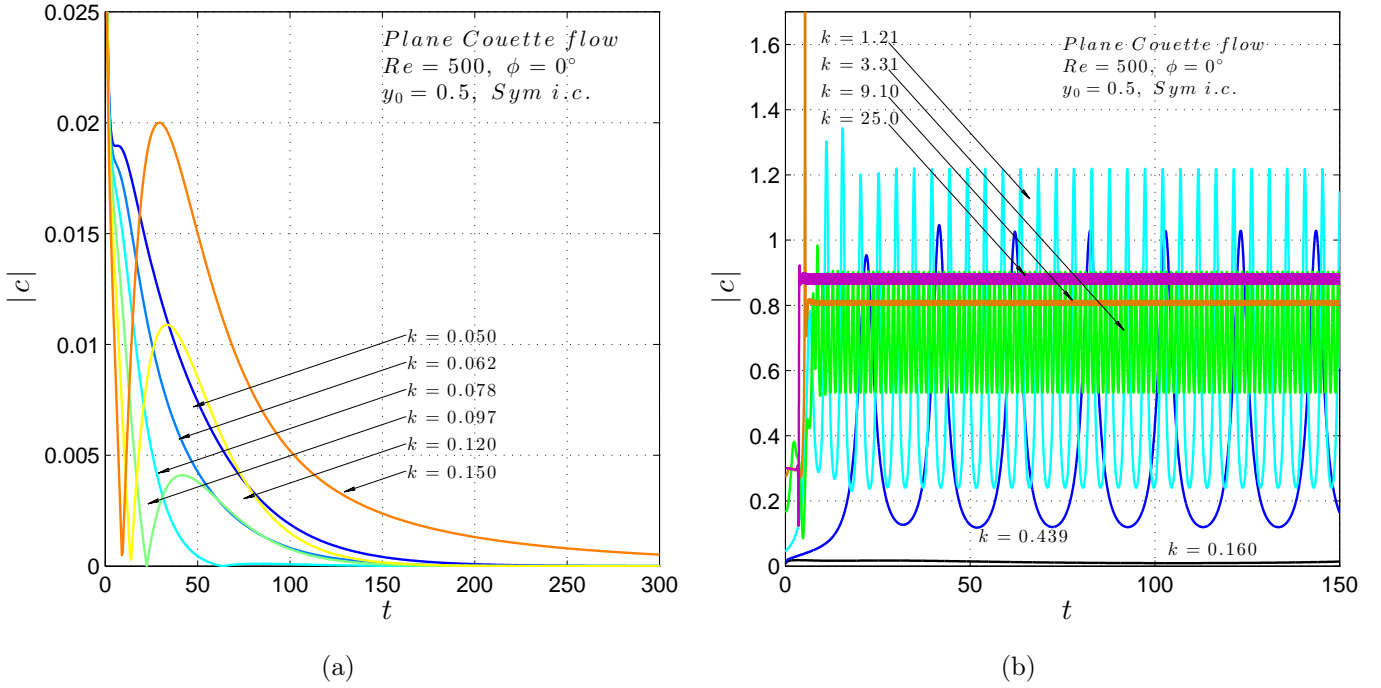 0.025
0.02
0.015
0.01
0.005
0
|c|
0
50
100
150
200
250
300
t
Plane Couette flow
Re = 500, ϕ = 0°
y₀ = 0.5, Sym i.c.
k = 0.050
k = 0.062
k = 0.078
k = 0.097
k = 0.120
k = 0.150
(a)
1.6
1.4
1.2
1
0.8
0.6
0.4
0.2
0
|c|
0
50
100
150
t
k = 1.21
k = 3.31
k = 9.10
k = 25.0
Plane Couette flow
Re = 500, ϕ = 0°
y₀ = 0.5, Sym i.c.
k = 0.439
k = 0.160
(b)